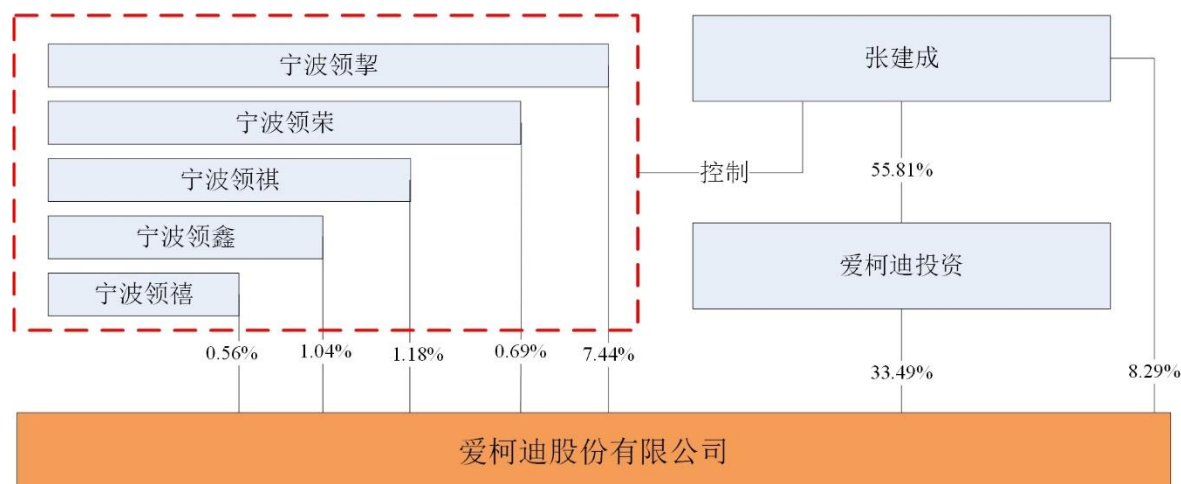 宁波领挈
宁波领荣
宁波领祺
宁波领鑫
宁波领禧
张建成
控制
55.81%
爱柯迪投资
0.56%
1.04%
1.18%
0.69%
7.44%
33.49%
8.29%
爱柯迪股份有限公司